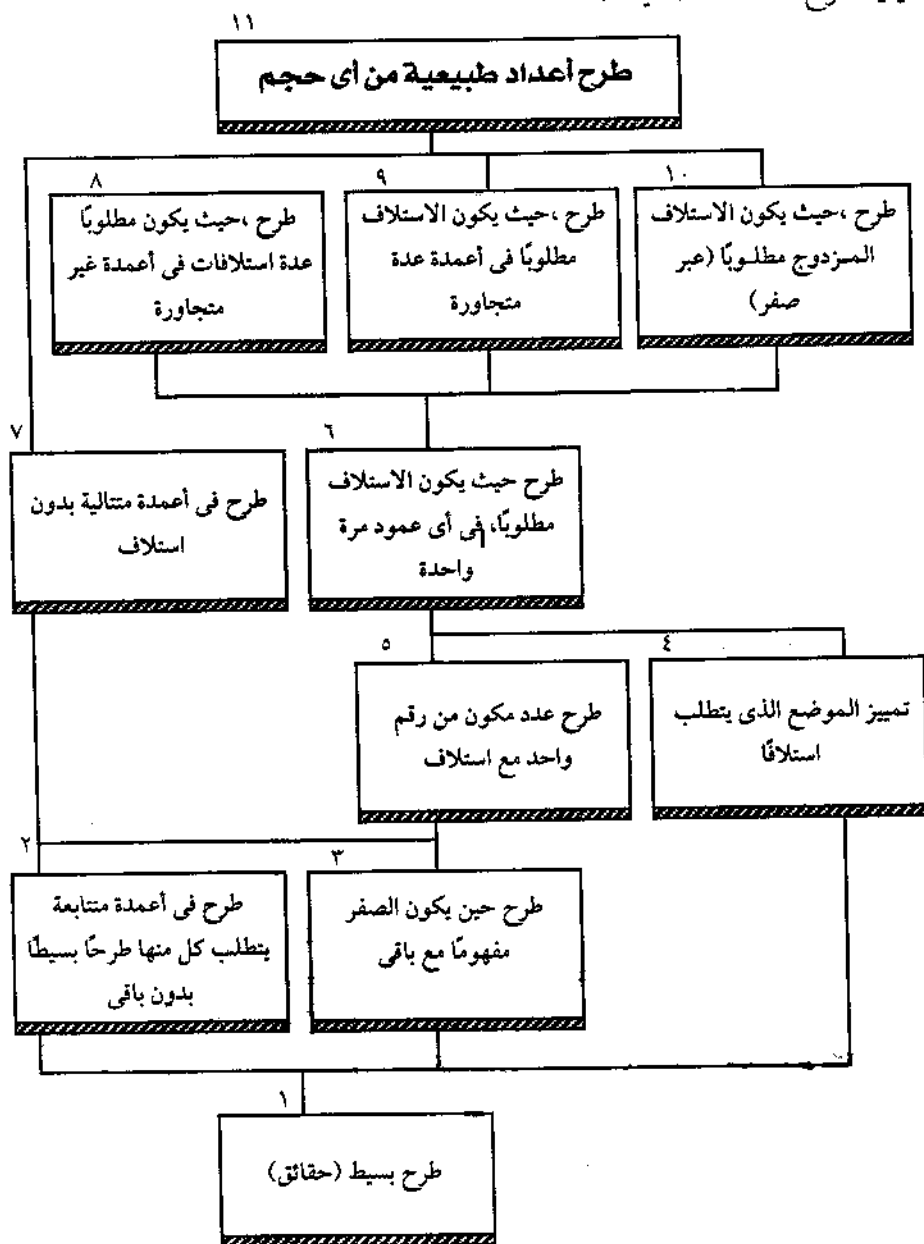 ١١
طرح أعداد طبيعية من أى حجم
١٠
طرح ،حيث يكون الاستلاف
المـزدوج مطلـوبًا (عبر
صفر)
٩
طرح ،حيث يكون الاستلاف
مطلوبًا فى أعمدة عدة
متجاورة
٨
طرح ،حيث يكون مطلوبًا
عدة استلافات فى أعمدة غير
متجاورة
٦
طرح حيث يكون الاستلاف
مطلوبًا، فى أى عمود مرة
واحدة
٧
طرح فى أعمدة متتالية بدون
استلاف
٤
تمييز الموضع الذى يتطلب
استلافًا
٥
طرح عدد مكون من رقم
واحد مع استلاف
٣
طرح حين يكون الصفر
مفهومًا مع باقى
٢
طرح فى أعمدة متتابعة
يتطلب كل منها طرحًا بسيطًا
بدون باقى
١
طرح بسيط (حقائق)